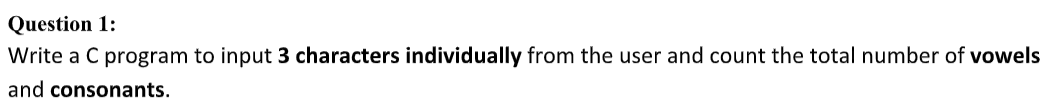 Question 1:
Write a C program to input 3 characters individually from the user and count the total number of vowels
and consonants.